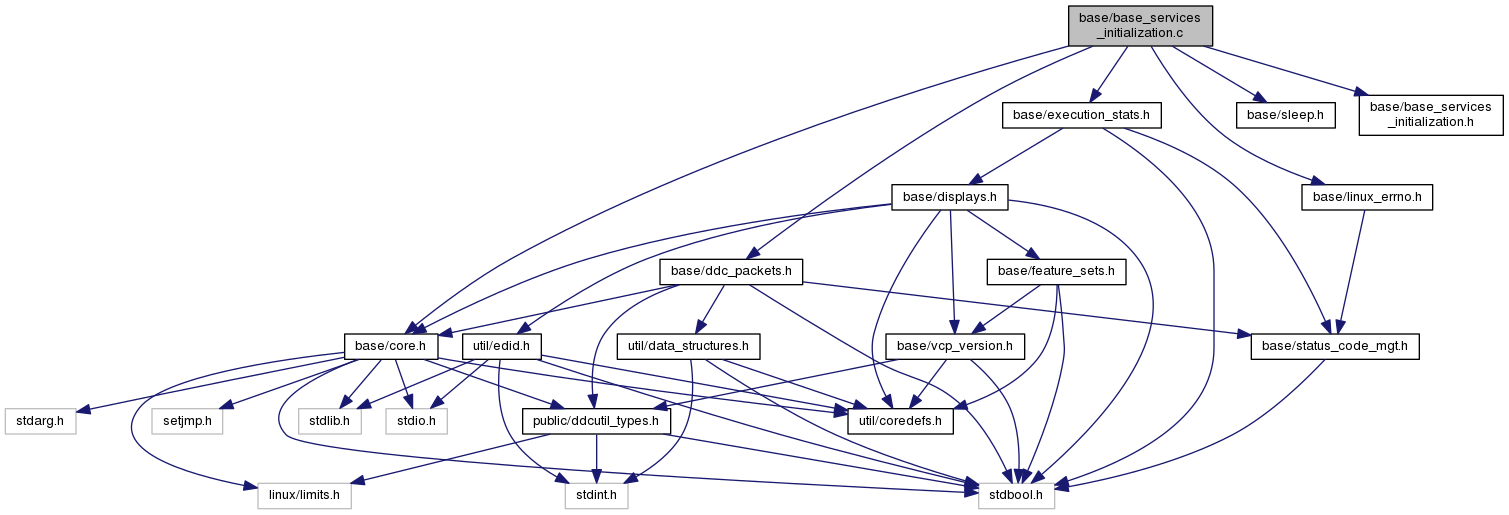 base/base_services
_initialization.c
base/execution_stats.h
base/sleep.h
base/base_services
_initialization.h
base/displays.h
base/linux_errno.h
base/ddc_packets.h
base/feature_sets.h
base/core.h
util/edid.h
util/data_structures.h
base/vcp_version.h
base/status_code_mgt.h
stdarg.h
setjmp.h
stdlib.h
stdio.h
public/ddcutil_types.h
util/coredefs.h
linux/limits.h
stdint.h
stdbool.h